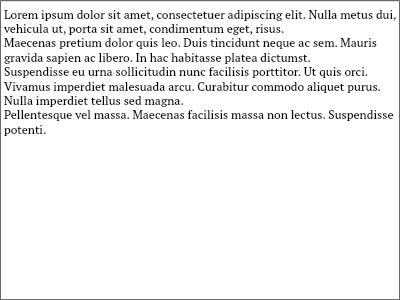 Lorem ipsum dolor sit amet, consectetuer adipiscing elit. Nulla metus dui,
vehicula ut, porta sit amet, condimentum eget, risus.
Maecenas pretium dolor quis leo. Duis tincidunt neque ac sem. Mauris
gravida sapien ac libero. In hac habitasse platea dictumst.
Suspendisse eu urna sollicitudin nunc facilisis porttitor. Ut quis orci.
Vivamus imperdiet malesuada arcu. Curabitur commodo aliquet purus.
Nulla imperdiet tellus sed magna.
Pellentesque vel massa. Maecenas facilisis massa non lectus. Suspendisse
potenti.